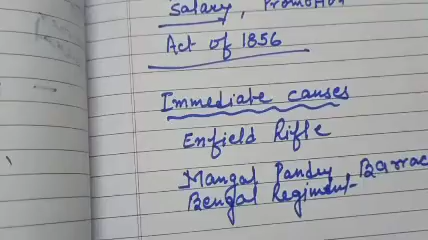 Salary, Promotion
Act of 1856
Immediate causes
Enfield Rifle
Mangal Pandey, Barrac
Bengal Regiment-